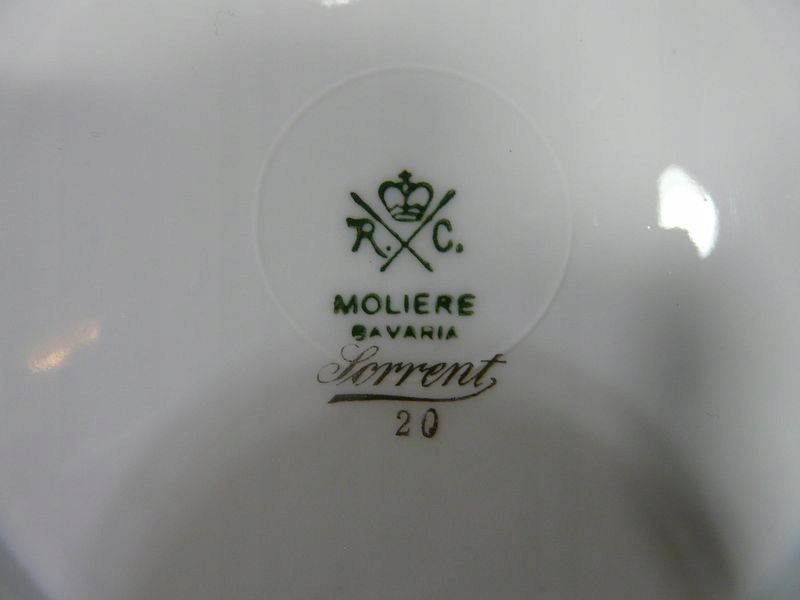 R. C.
MOLIERE
BAVARIA
Sorrent
20